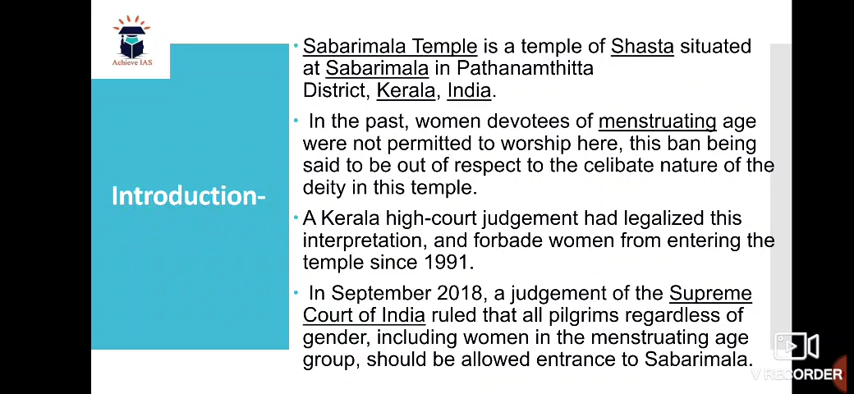 Achieve IAS
Introduction-
• Sabarimala Temple is a temple of Shasta situated
at Sabarimala in Pathanamthitta
District, Kerala, India.
• In the past, women devotees of menstruating age
were not permitted to worship here, this ban being
said to be out of respect to the celibate nature of the
deity in this temple.
• A Kerala high-court judgement had legalized this
interpretation, and forbade women from entering the
temple since 1991.
• In September 2018, a judgement of the Supreme
Court of India ruled that all pilgrims regardless of
gender, including women in the menstruating age
group, should be allowed entrance to Sabarimala.
V RECORDER